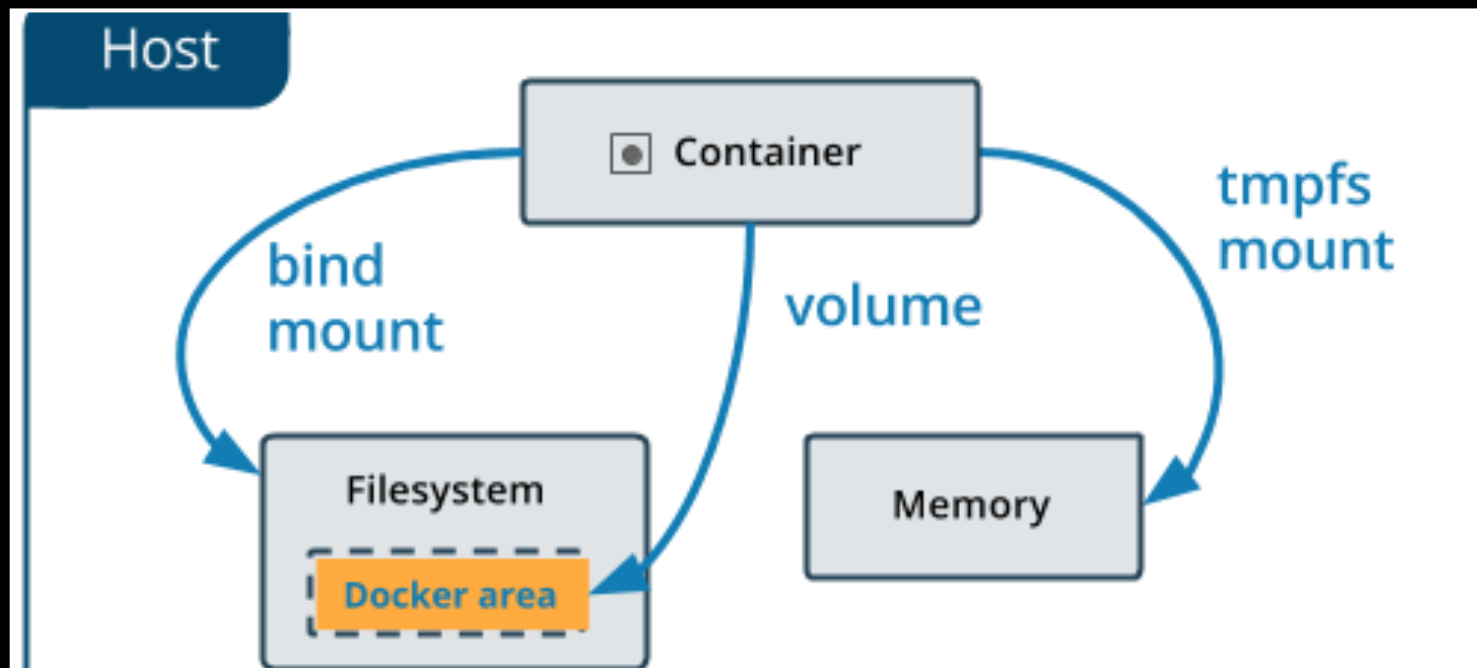 Host
Container
tmpfs
mount
bind
mount
volume
Filesystem
Memory
Docker area